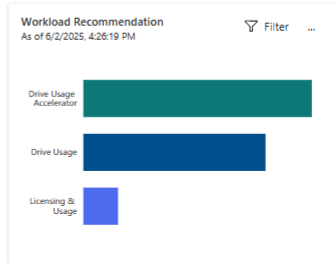 Workload Recommendation
Filter
...
As of 6/2/2025, 4:26:19 PM
Drive Usage
Accelerator
Drive Usage
Licensing &
Usage